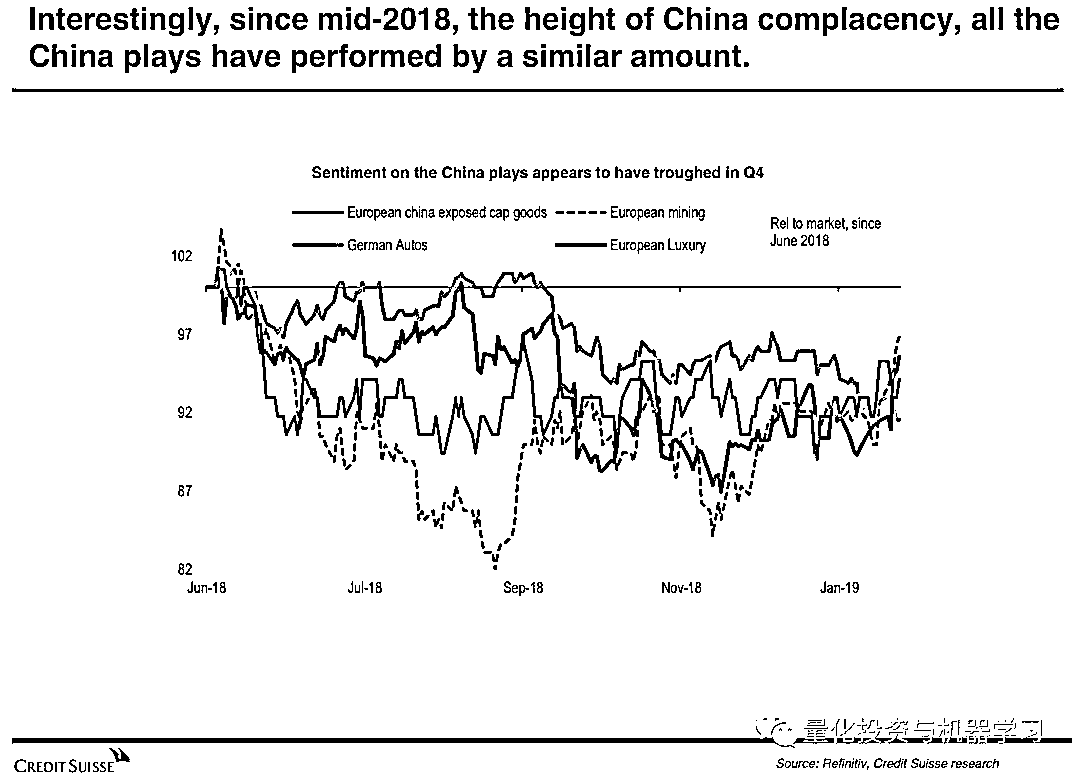 Interestingly, since mid-2018, the height of China complacency, all the
China plays have performed by a similar amount.
Sentiment on the China plays appears to have troughed in Q4
European china exposed cap goods
European mining
German Autos
European Luxury
Rel to market, since
June 2018
102
97
92
87
82
Jun-18
Jul-18
Sep-18
Nov-18
Jan-19
量化投资与机器学习
CREDIT SUISSE
Source: Refinitiv, Credit Suisse research